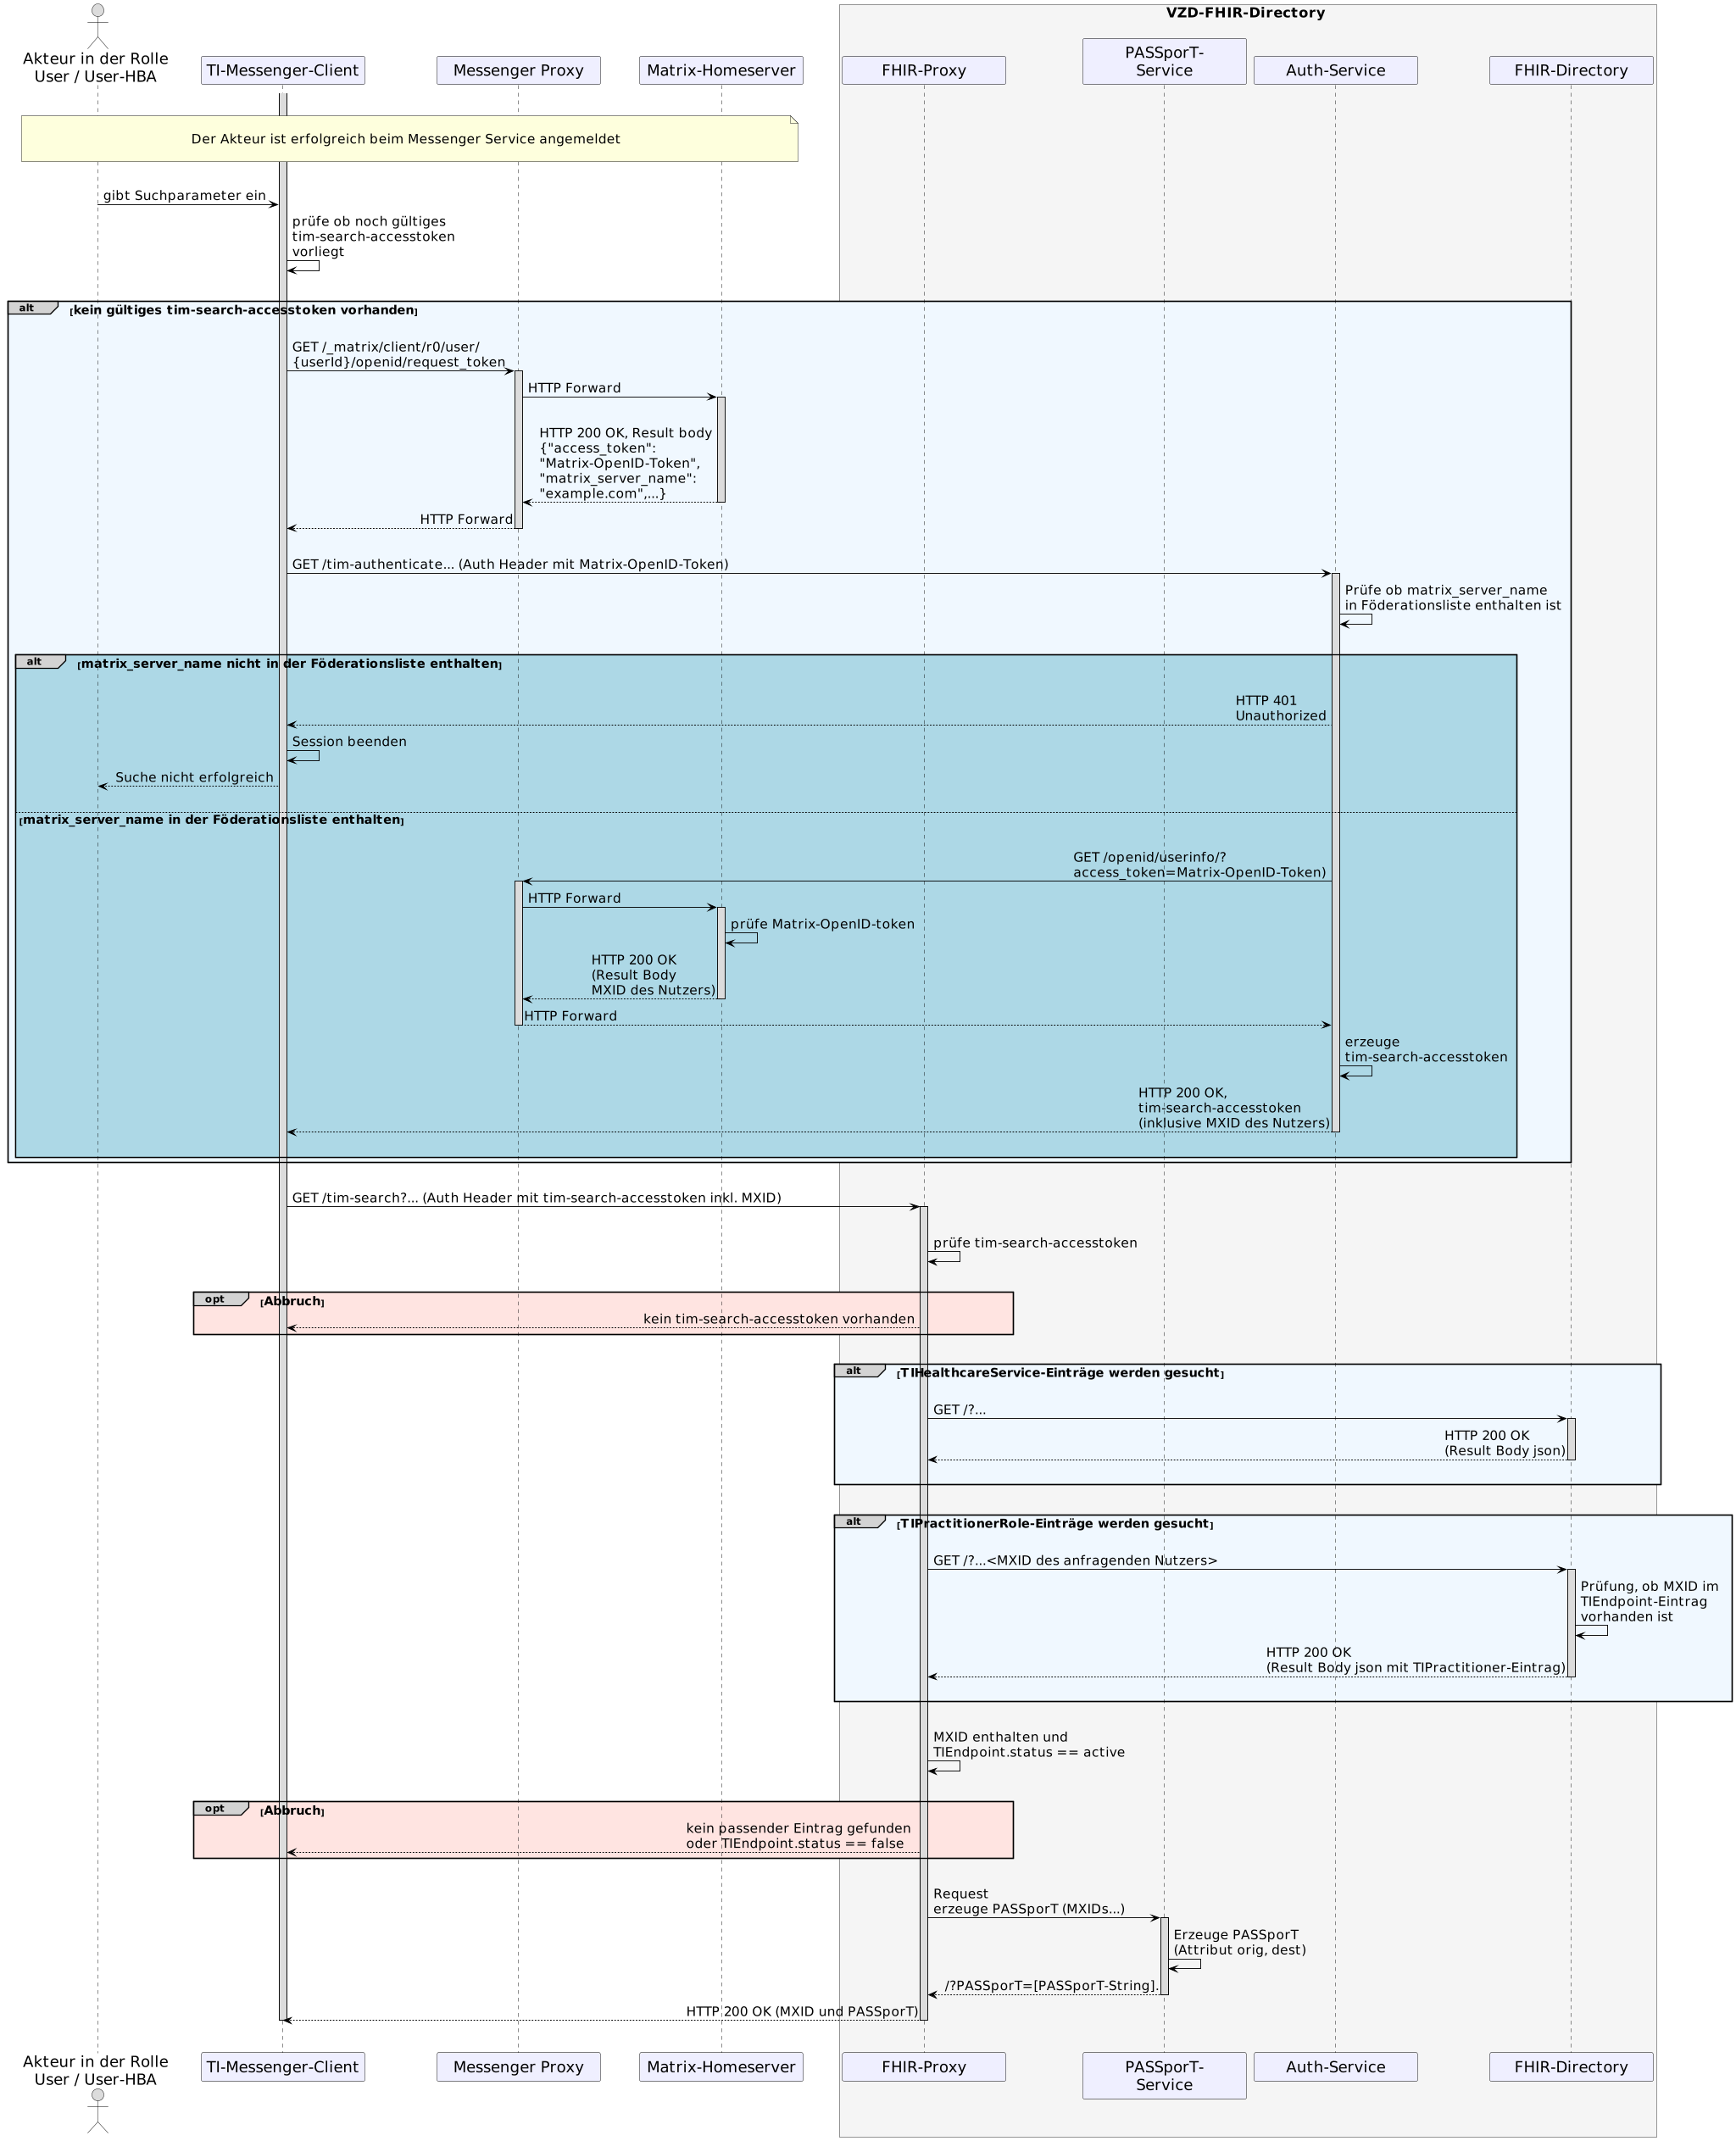 VZD-FHIR-Directory
Akteur in der Rolle
User / User-HBA
TI-Messenger-Client
Messenger Proxy
Matrix-Homeserver
FHIR-Proxy
PASSporT-
Service
Auth-Service
FHIR-Directory
Der Akteur ist erfolgreich beim Messenger Service angemeldet
gibt Suchparameter ein
prüfe ob noch gültiges
tim-search-accesstoken
vorliegt
alt [kein gültiges tim-search-accesstoken vorhanden]
GET /_matrix/client/r0/user/
{userId}/openid/request_token
HTTP Forward
HTTP 200 OK, Result body
{"access_token":
"Matrix-OpenID-Token",
"matrix_server_name":
"example.com",...}
HTTP Forward
GET /tim-authenticate... (Auth Header mit Matrix-OpenID-Token)
Prüfe ob matrix_server_name
in Föderationsliste enthalten ist
alt [matrix_server_name nicht in der Föderationsliste enthalten]
HTTP 401
Unauthorized
Session beenden
Suche nicht erfolgreich
[matrix_server_name in der Föderationsliste enthalten]
GET /openid/userinfo/?
access_token=Matrix-OpenID-Token)
HTTP Forward
prüfe Matrix-OpenID-token
HTTP 200 OK
(Result Body
MXID des Nutzers)
HTTP Forward
erzeuge
tim-search-accesstoken
HTTP 200 OK,
tim-search-accesstoken
(inklusive MXID des Nutzers)
GET /tim-search?... (Auth Header mit tim-search-accesstoken inkl. MXID)
prüfe tim-search-accesstoken
opt [Abbruch]
kein tim-search-accesstoken vorhanden
alt [TIHealthcareService-Einträge werden gesucht]
GET /?...
HTTP 200 OK
(Result Body json)
alt [TIPractitionerRole-Einträge werden gesucht]
GET /?...<MXID des anfragenden Nutzers>
Prüfung, ob MXID im
TIEndpoint-Eintrag
vorhanden ist
HTTP 200 OK
(Result Body json mit TIPractitioner-Eintrag)
MXID enthalten und
TIEndpoint.status == active
opt [Abbruch]
kein passender Eintrag gefunden
oder TIEndpoint.status == false
Request
erzeuge PASSporT (MXIDs...)
Erzeuge PASSporT
(Attribut orig, dest)
/?PASSporT=[PASSporT-String].
HTTP 200 OK (MXID und PASSporT)
Akteur in der Rolle
User / User-HBA
TI-Messenger-Client
Messenger Proxy
Matrix-Homeserver
FHIR-Proxy
PASSporT-
Service
Auth-Service
FHIR-Directory